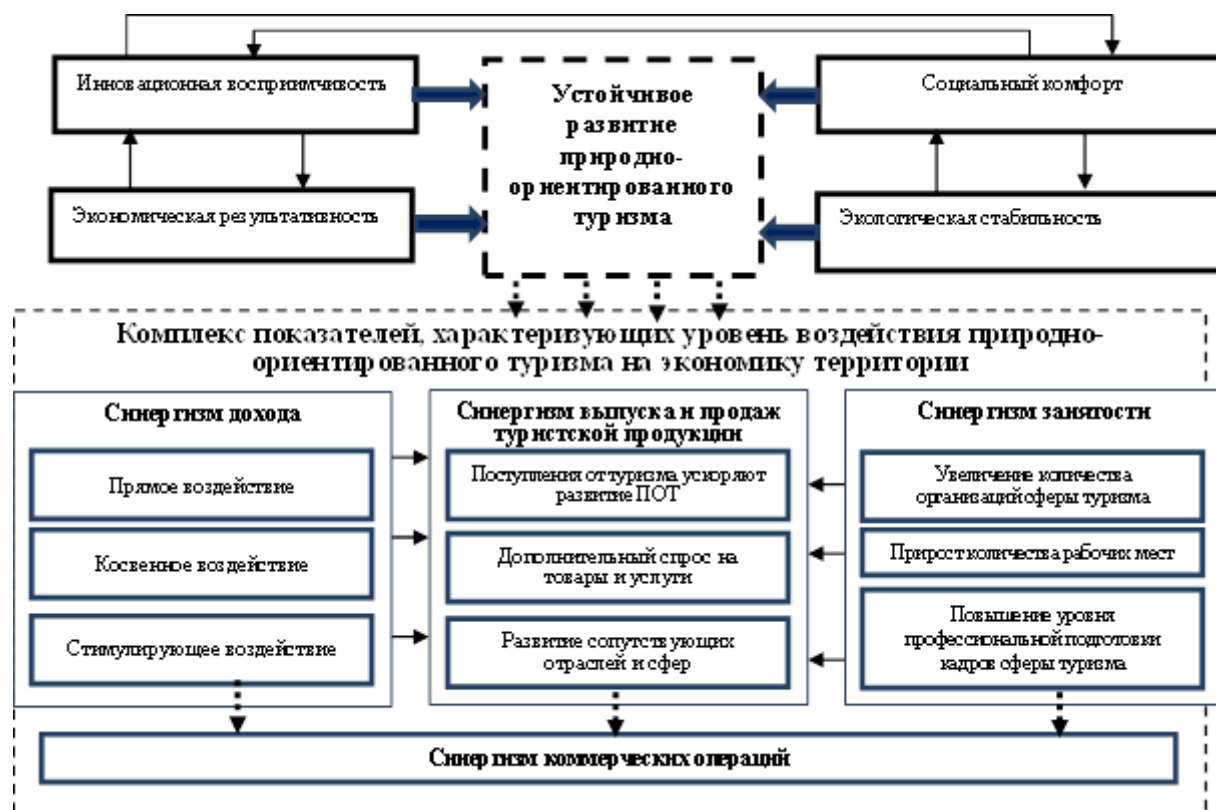 Инновационная восприимчивость
Социальный комфорт
Устойчивое
развитие
природно-
ориентированного
туризма
Экономическая результативность
Экологическая стабильность
Комплекс показателей, характеризующих уровень воздействия природно-
ориентированного туризма на экономику территории
Синергизм дохода
Прямое воздействие
Косвенное воздействие
Стимулирующее воздействие
Синергизм выпуска и продаж
туристской продукции
Поступления от туризма ускоряют
развитие ПОТ
Дополнительный спрос на
товары и услуги
Развитие сопутствующих
отраслей и сфер
Синергизм занятости
Увеличение количества
организаций сферы туризма
Прирост количества рабочих мест
Повышение уровня
профессиональной подготовки
кадров сферы туризма
Синергизм коммерческих операций